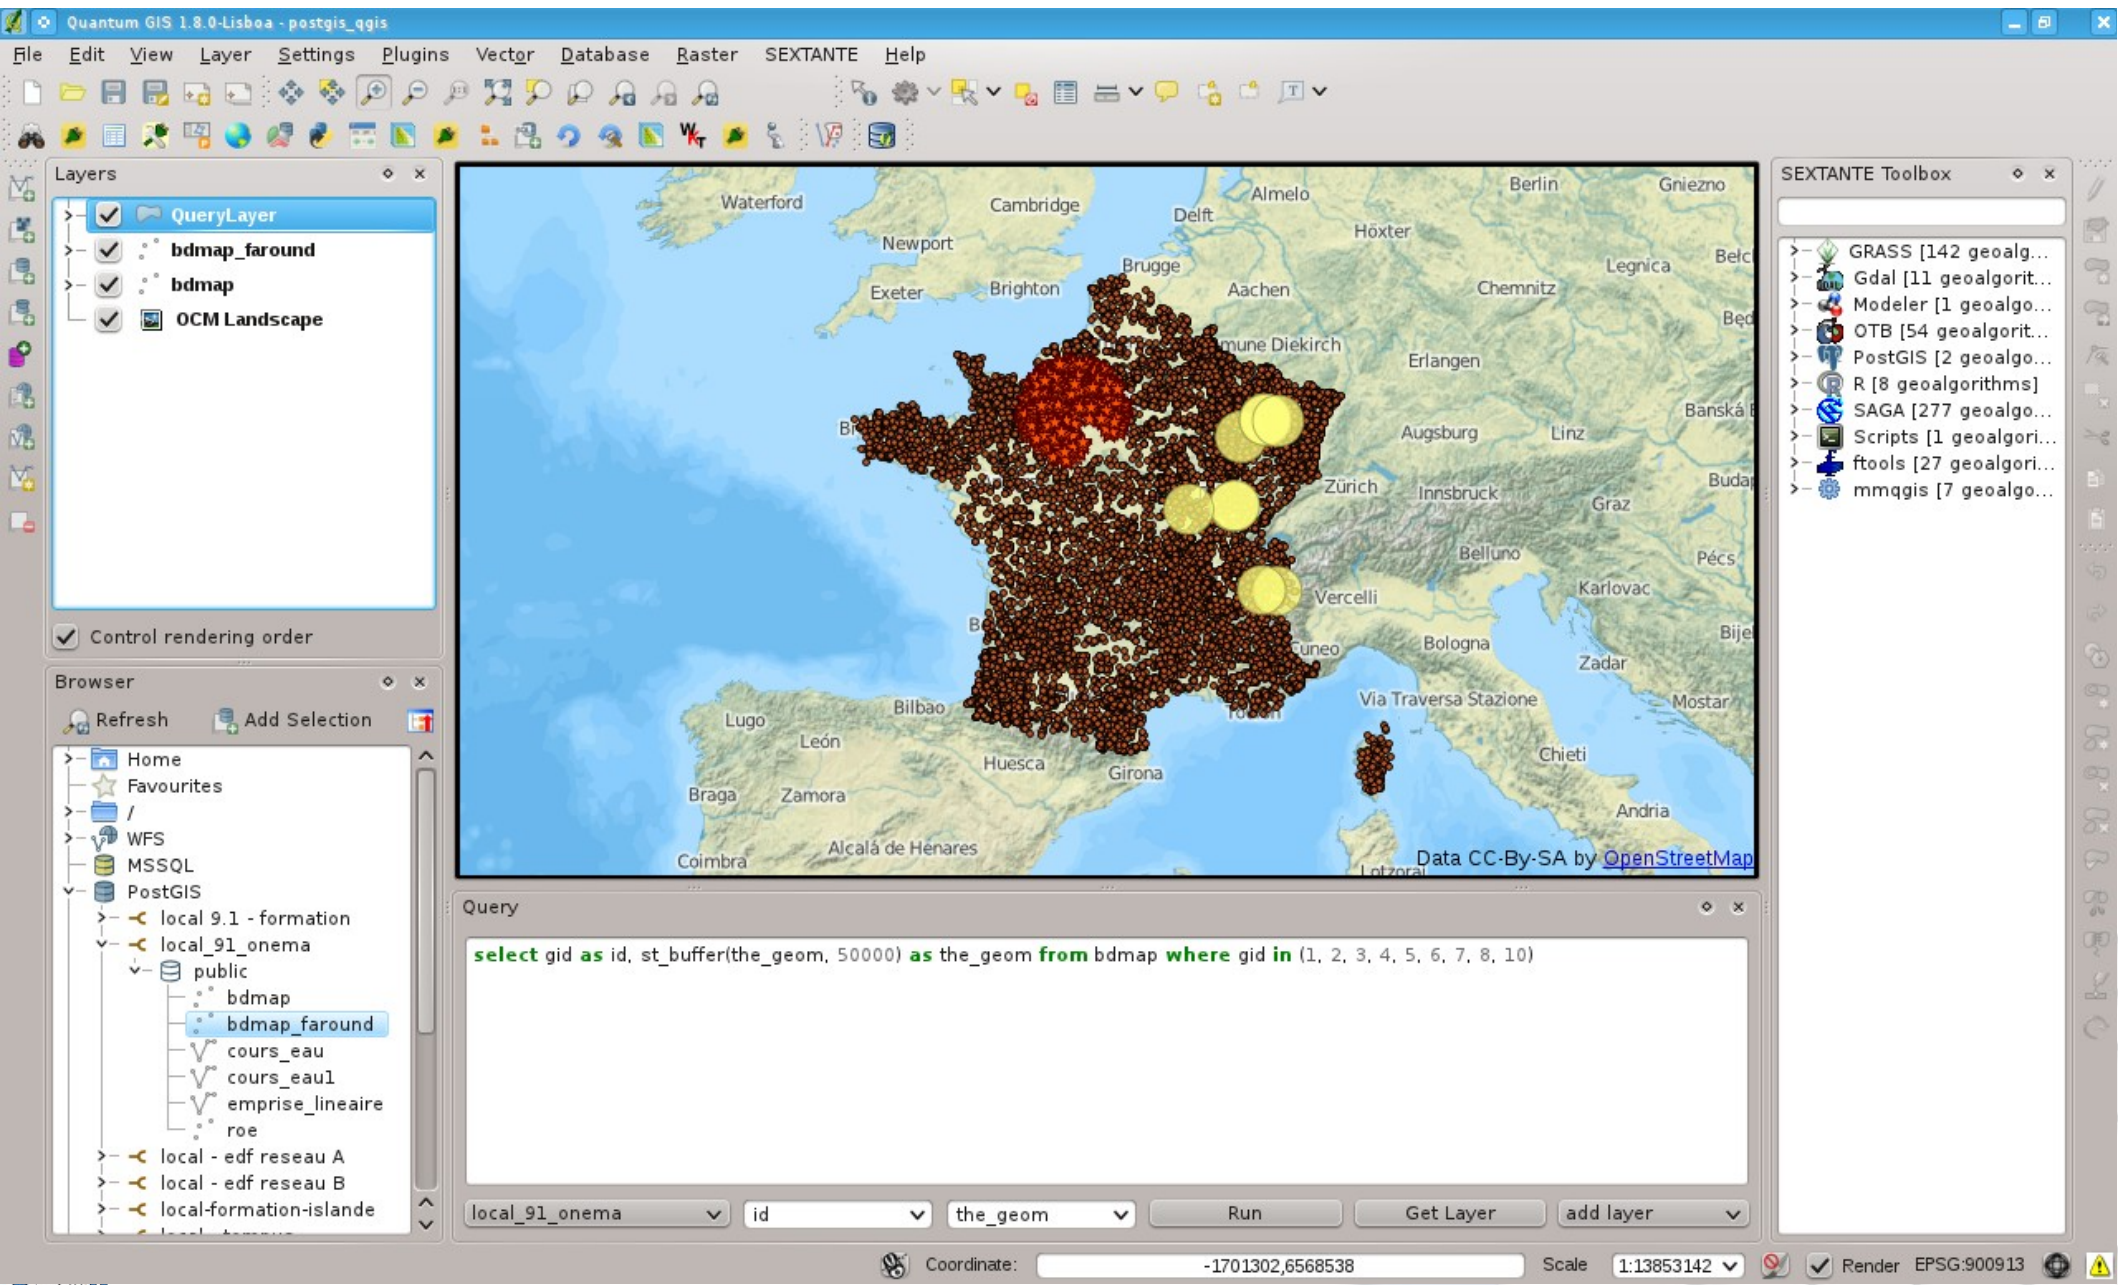 Quantum GIS 1.8.0-Lisboa - postgis_qgis
File Edit View Layer Settings Plugins Vector Database Raster SEXTANTE Help
Layers
QueryLayer
bdmap_faround
bdmap
OCM Landscape
Control rendering order
Browser
Refresh Add Selection
Home
Favourites
/
WFS
MSSQL
PostGIS
local 9.1 - formation
local_91_onema
public
bdmap
bdmap_faround
cours_eau
cours_eau1
emprise_lineaire
roe
local - edf reseau A
local - edf reseau B
local-formation-islande
Waterford
Cambridge
Almelo
Berlin
Gniezno
Delft
Newport
Höxter
Brugge
Legnica
Bełc
Exeter
Brighton
Aachen
Chemnitz
Będ
mune Diekirch
Erlangen
Banská B
Augsburg
Linz
Zürich
Innsbruck
Graz
Budap
Belluno
Pécs
Vercelli
Karlovac
Cuneo
Bologna
Bijel
Zadar
Lugo
Bilbao
Via Traversa Stazione
Mostar
León
Huesca
Girona
Chieti
Braga
Zamora
Andria
Coimbra
Alcalá de Henares
Data CC-By-SA by OpenStreetMap
Query
select gid as id, st_buffer(the_geom, 50000) as the_geom from bdmap where gid in (1, 2, 3, 4, 5, 6, 7, 8, 10)
local_91_onema id the_geom Run Get Layer add layer
SEXTANTE Toolbox
GRASS [142 geoalg...
Gdal [11 geoalgorit...
Modeler [1 geoalgo...
OTB [54 geoalgorit...
PostGIS [2 geoalgo...
R [8 geoalgorithms]
SAGA [277 geoalgo...
Scripts [1 geoalgori...
ftools [27 geoalgori...
mmqgis [7 geoalgo...
Coordinate: -1701302,6568538 Scale 1:13853142 Render EPSG:900913